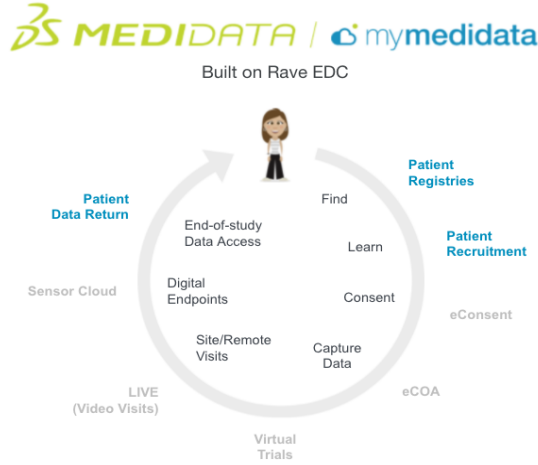 3S MEDIDATA | mymedidata
Built on Rave EDC
Patient
Registries
Find
Patient
Data Return
End-of-study
Data Access
Learn
Patient
Recruitment
Sensor Cloud
Digital
Endpoints
Consent
eConsent
Site/Remote
Visits
Capture
Data
LIVE
(Video Visits)
eCOA
Virtual
Trials